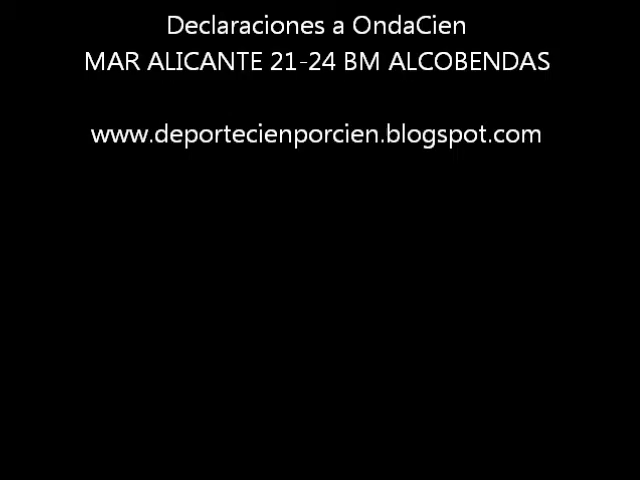 Declaraciones a OndaCien
MAR ALICANTE 21-24 BM ALCOBENDAS
www.deportecienporcien.blogspot.com